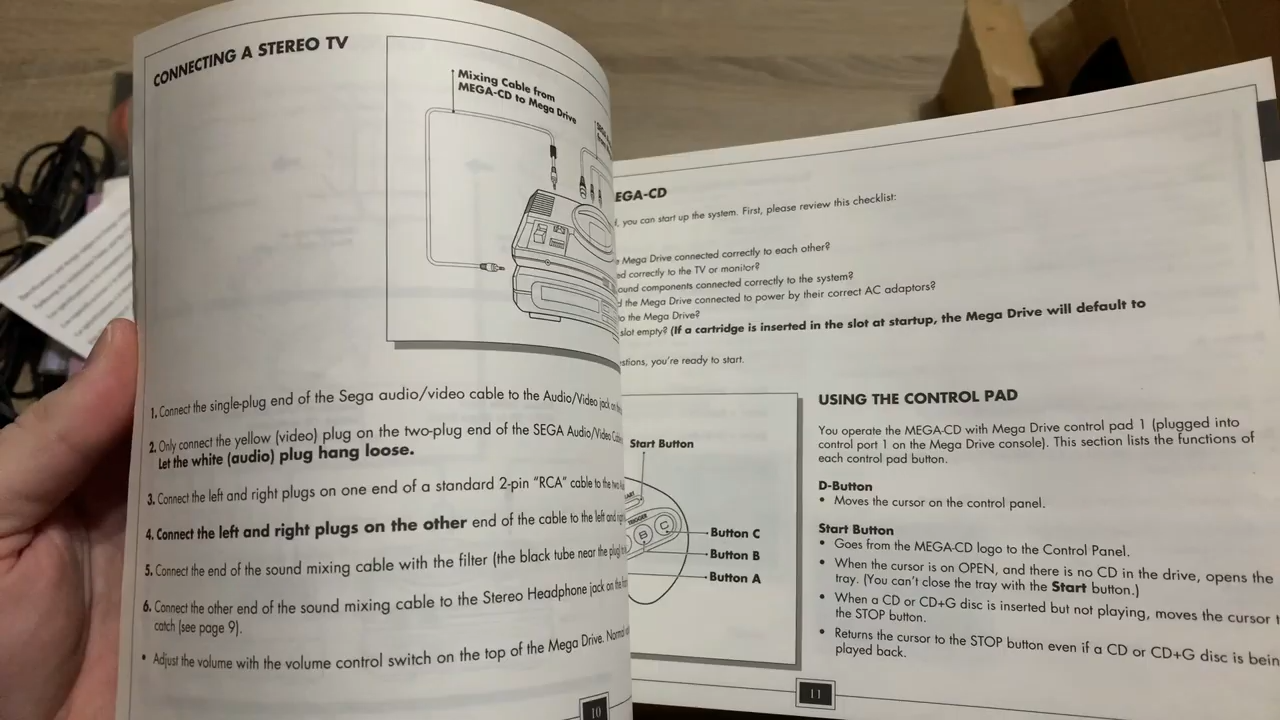 CONNECTING A STEREO TV
Mixing Cable from
MEGA-CD to Mega Drive
1. Connect the single-plug end of the Sega audio/video cable to the Audio/Video jack on
2. Only connect the yellow (video) plug on the two-plug end of the SEGA Audio/Video
Let the white (audio) plug hang loose.
3. Connect the left and right plugs on one end of a standard 2-pin “RCA” cable to the two
4. Connect the left and right plugs on the other end of the cable to the left and
5. Connect the end of the sound mixing cable with the filter (the black tube near the plug)
6. Connect the other end of the sound mixing cable to the Stereo Headphone jack on the
catch (see page 9).
• Adjust the volume with the volume control switch on the top of the Mega Drive.
10
EGA-CD
, you can start up the system. First, please review this checklist:
Mega Drive connected correctly to each other?
ed correctly to the TV or monitor?
ound components connected correctly to the system?
the Mega Drive connected to power by their correct AC adaptors?
to the Mega Drive?
slot empty? (If a cartridge is inserted in the slot at startup, the Mega Drive will default to
stions, you’re ready to start.
Start Button
TRIGGER
Button C
Button B
Button A
USING THE CONTROL PAD
You operate the MEGA-CD with Mega Drive control pad 1 (plugged into
control port 1 on the Mega Drive console). This section lists the functions of
each control pad button.
D-Button
• Moves the cursor on the control panel.
Start Button
• Goes from the MEGA-CD logo to the Control Panel.
• When the cursor is on OPEN, and there is no CD in the drive, opens the
tray. (You can’t close the tray with the Start button.)
• When a CD or CD+G disc is inserted but not playing, moves the cursor t
the STOP button.
• Returns the cursor to the STOP button even if a CD or CD+G disc is bein
played back.
11